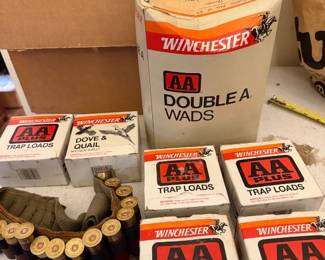 WINCHESTER
AA
DOUBLE A
WADS
WINCHESTER
AA
PLUS
TRAP LOADS
WINCHESTER
DOVE &
QUAIL
WINCHESTER
AA
PLUS
TRAP LOADS
WINCHESTER
AA
PLUS
TRAP LOADS
WINCHESTER
AA
WINCHESTER
AA